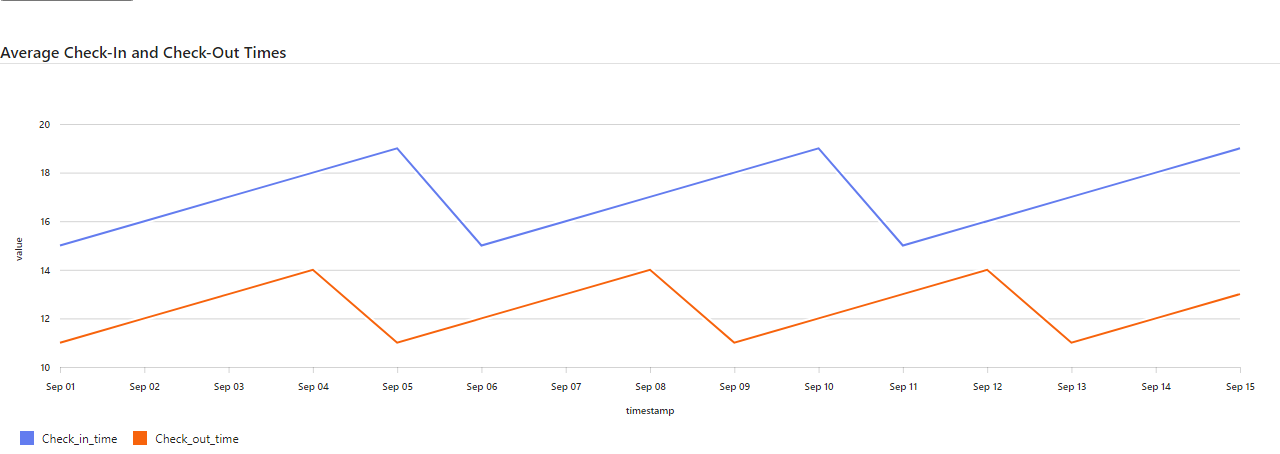 Average Check-In and Check-Out Times
20
18
16
14
12
10
value
Sep 01 Sep 02 Sep 03 Sep 04 Sep 05 Sep 06 Sep 07 Sep 08 Sep 09 Sep 10 Sep 11 Sep 12 Sep 13 Sep 14 Sep 15
timestamp
Check_in_time Check_out_time